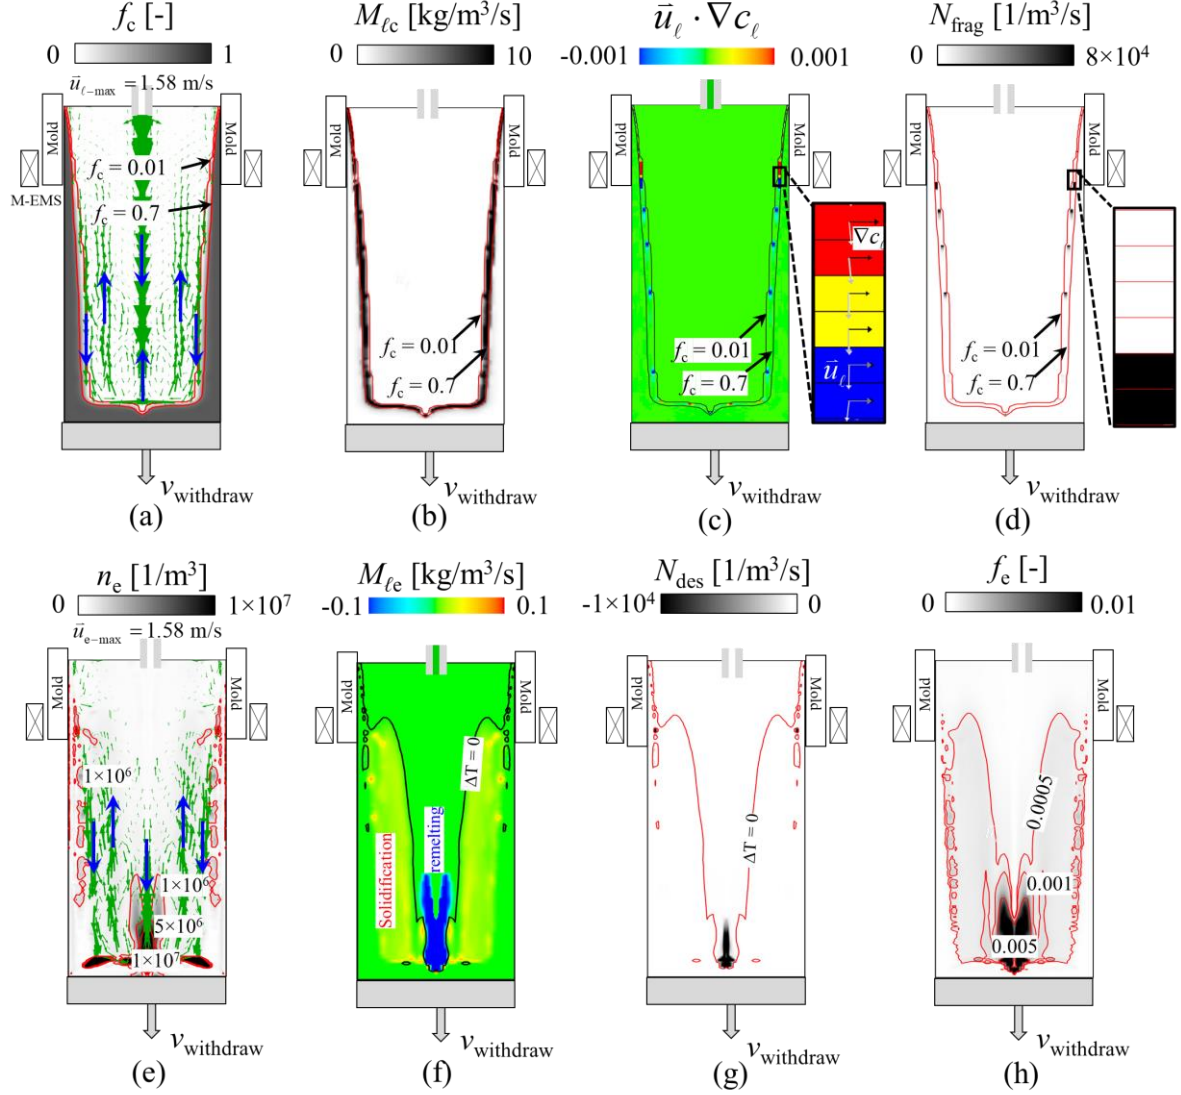 f_c [-]
0 1
u⃗_ℓ-max = 1.58 m/s
Mold
Mold
M-EMS
f_c = 0.01
f_c = 0.7
v_withdraw
(a)
M_ℓc [kg/m³/s]
0 10
Mold
Mold
f_c = 0.01
f_c = 0.7
v_withdraw
(b)
u⃗_ℓ · ∇c_ℓ
-0.001 0.001
Mold
Mold
∇c_ℓ
u⃗_ℓ
f_c = 0.01
f_c = 0.7
v_withdraw
(c)
N_frag [1/m³/s]
0 8×10⁴
Mold
Mold
f_c = 0.01
f_c = 0.7
v_withdraw
(d)
n_e [1/m³]
0 1×10⁷
u⃗_e-max = 1.58 m/s
Mold
Mold
1×10⁶
1×10⁶
5×10⁶
1×10⁷
v_withdraw
(e)
M_ℓe [kg/m³/s]
-0.1 0.1
Mold
Mold
ΔT = 0
Solidification
remelting
v_withdraw
(f)
N_des [1/m³/s]
-1×10⁴ 0
Mold
Mold
ΔT = 0
v_withdraw
(g)
f_e [-]
0 0.01
Mold
Mold
0.0005
0.001
0.005
v_withdraw
(h)